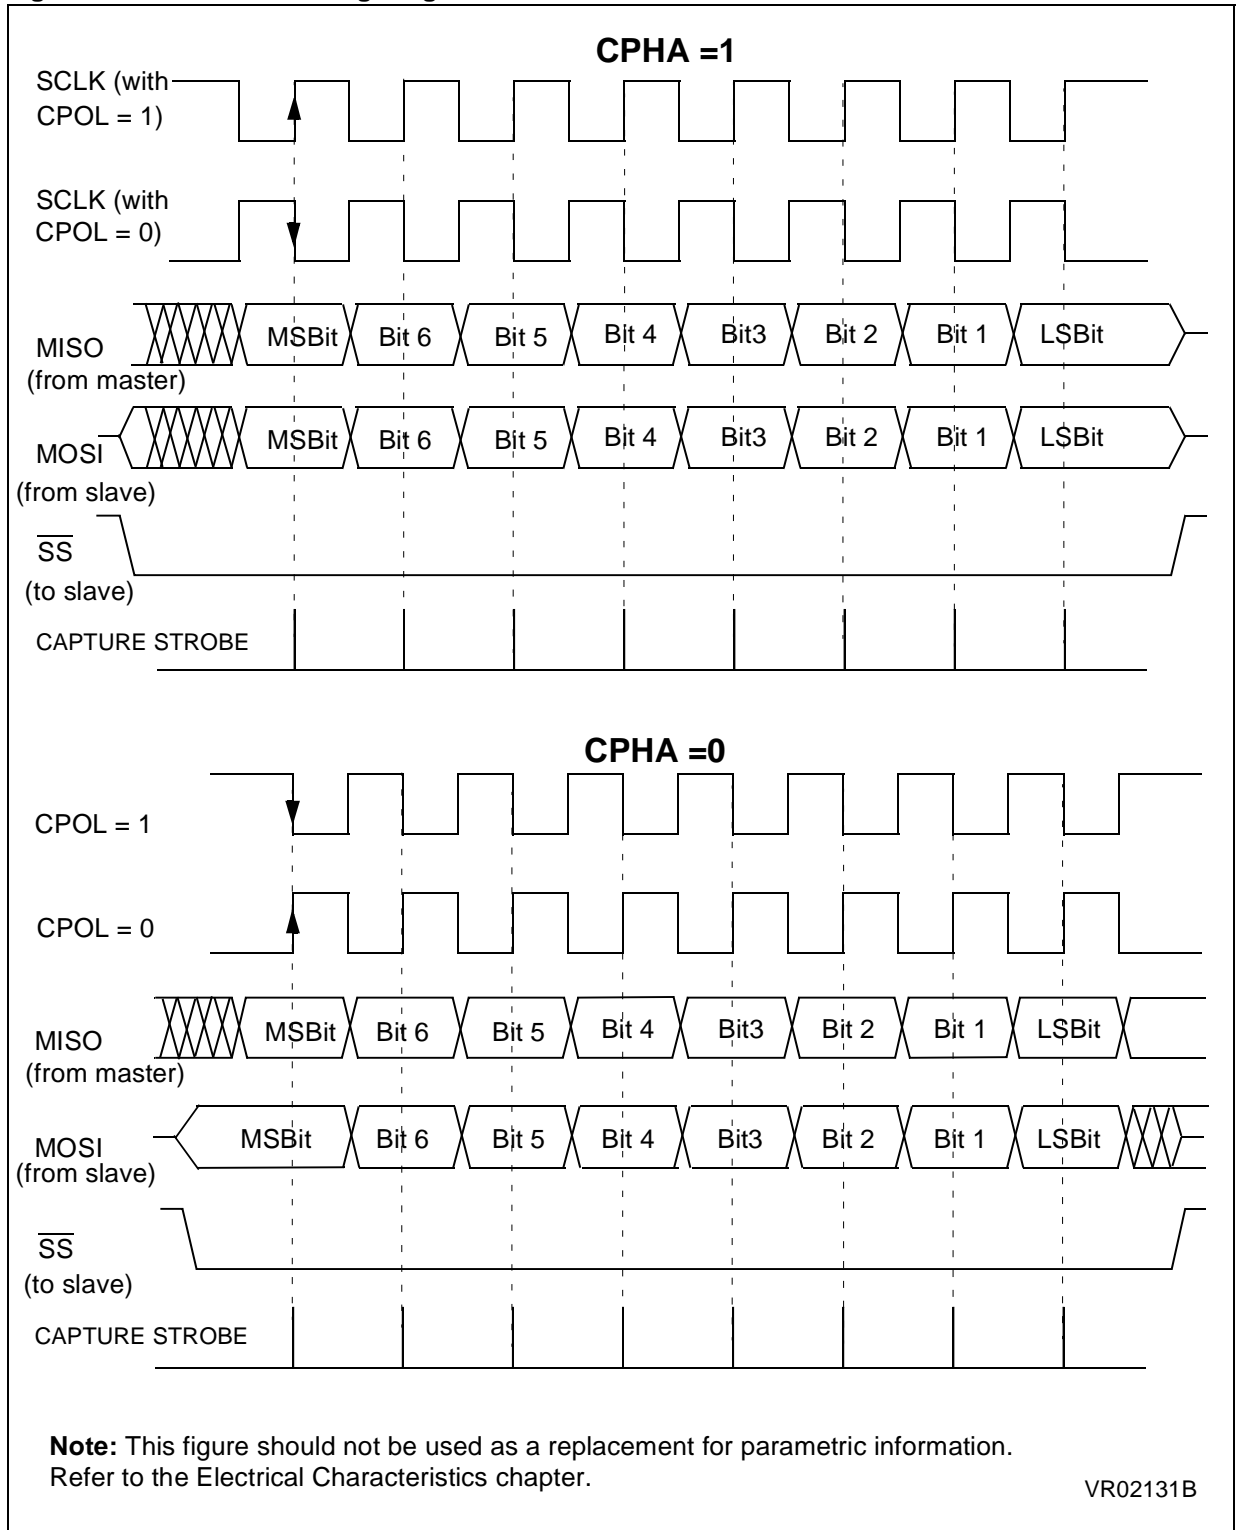 CPHA =1
SCLK (with
CPOL = 1)
SCLK (with
CPOL = 0)
MISO
(from master)
MSBit Bit 6 Bit 5 Bit 4 Bit3 Bit 2 Bit 1 LSBit
MOSI
(from slave)
MSBit Bit 6 Bit 5 Bit 4 Bit3 Bit 2 Bit 1 LSBit
SS
(to slave)
CAPTURE STROBE
CPHA =0
CPOL = 1
CPOL = 0
MISO
(from master)
MSBit Bit 6 Bit 5 Bit 4 Bit3 Bit 2 Bit 1 LSBit
MOSI
(from slave)
MSBit Bit 6 Bit 5 Bit 4 Bit3 Bit 2 Bit 1 LSBit
SS
(to slave)
CAPTURE STROBE
Note: This figure should not be used as a replacement for parametric information.
Refer to the Electrical Characteristics chapter.
VR02131B